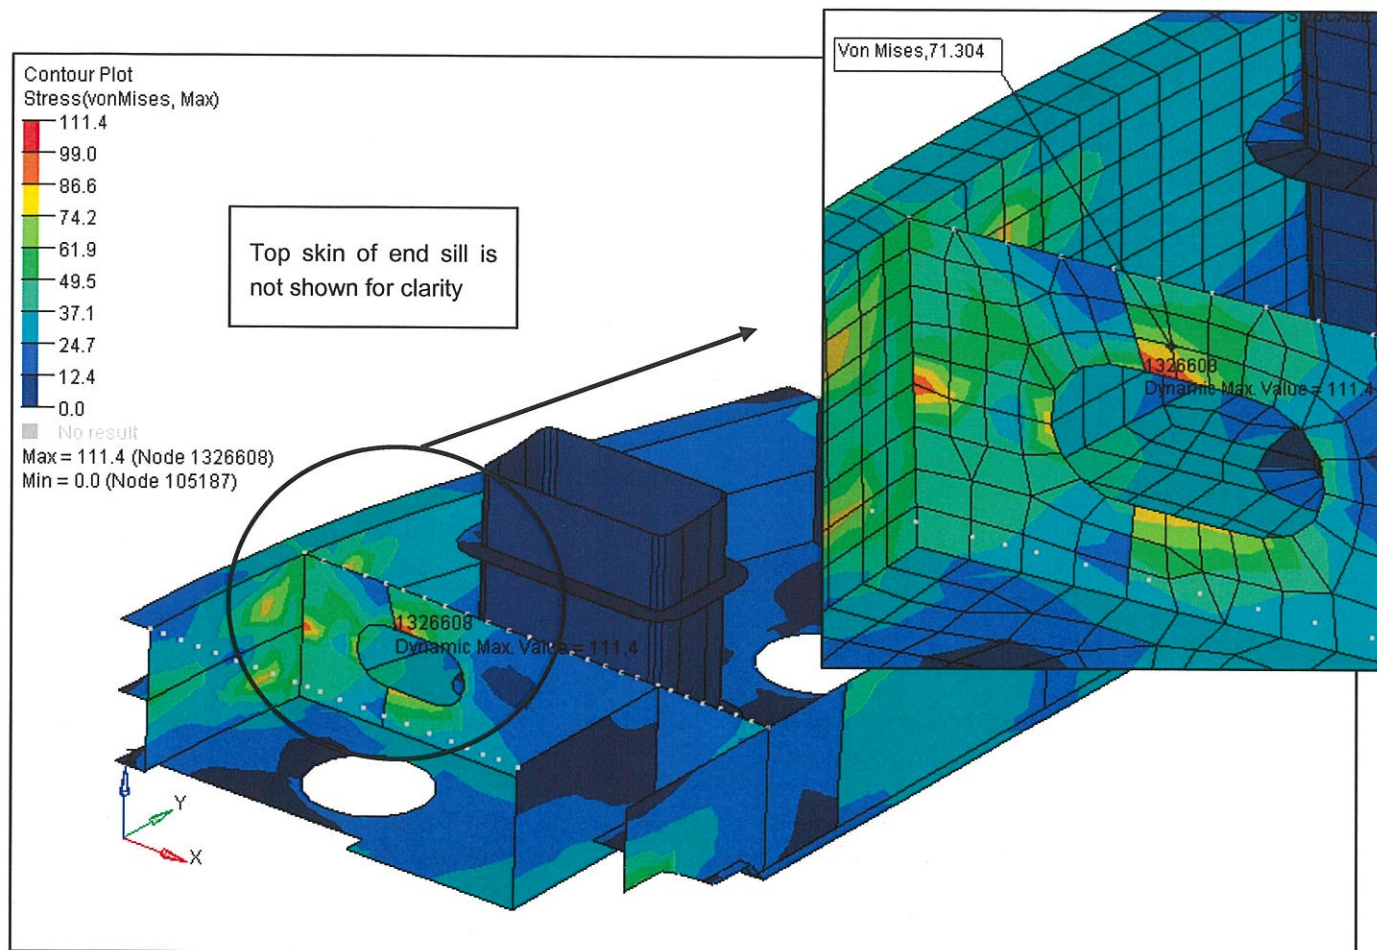 Contour Plot
Stress(vonMises, Max)
111.4
99.0
86.6
74.2
61.9
49.5
37.1
24.7
12.4
0.0
No result
Max = 111.4 (Node 1326608)
Min = 0.0 (Node 105187)
Top skin of end sill is
not shown for clarity
Von Mises,71.304
1326608
Dynamic Max. Value = 111.4
1326608
Dynamic Max. Value = 111.4
Y
X